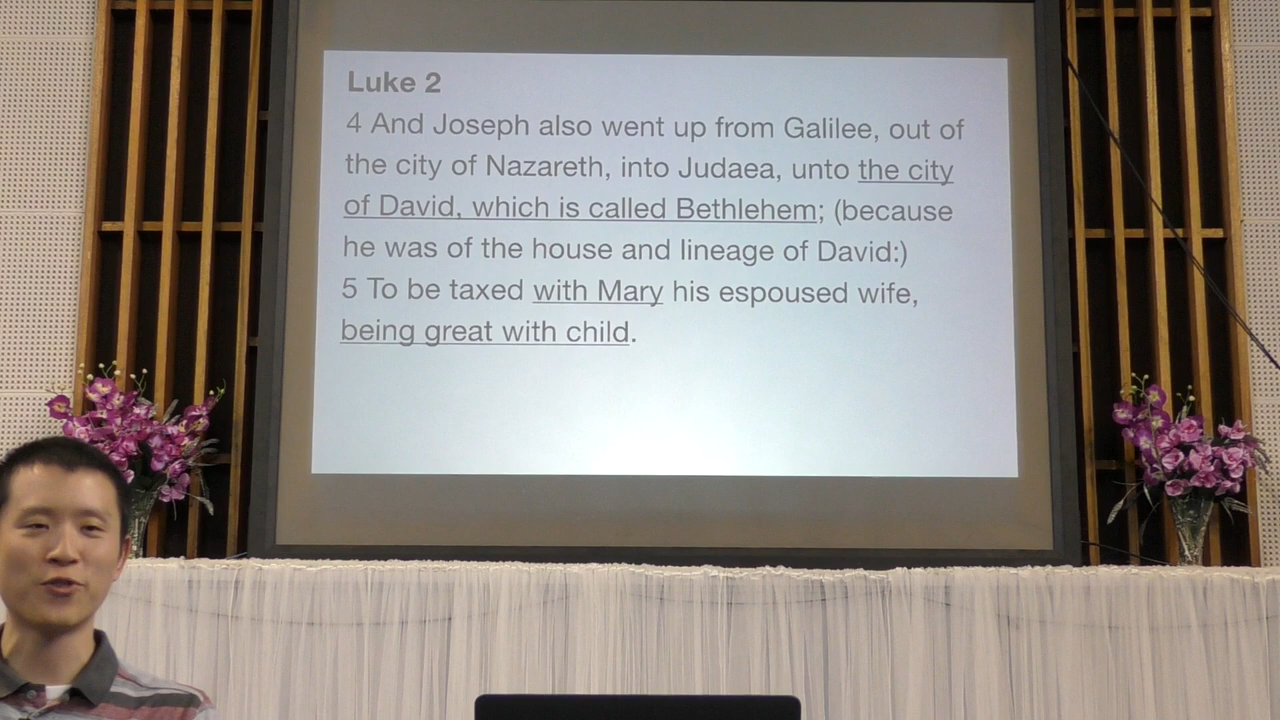 Luke 2
4 And Joseph also went up from Galilee, out of
the city of Nazareth, into Judaea, unto the city
of David, which is called Bethlehem; (because
he was of the house and lineage of David:)
5 To be taxed with Mary his espoused wife,
being great with child.